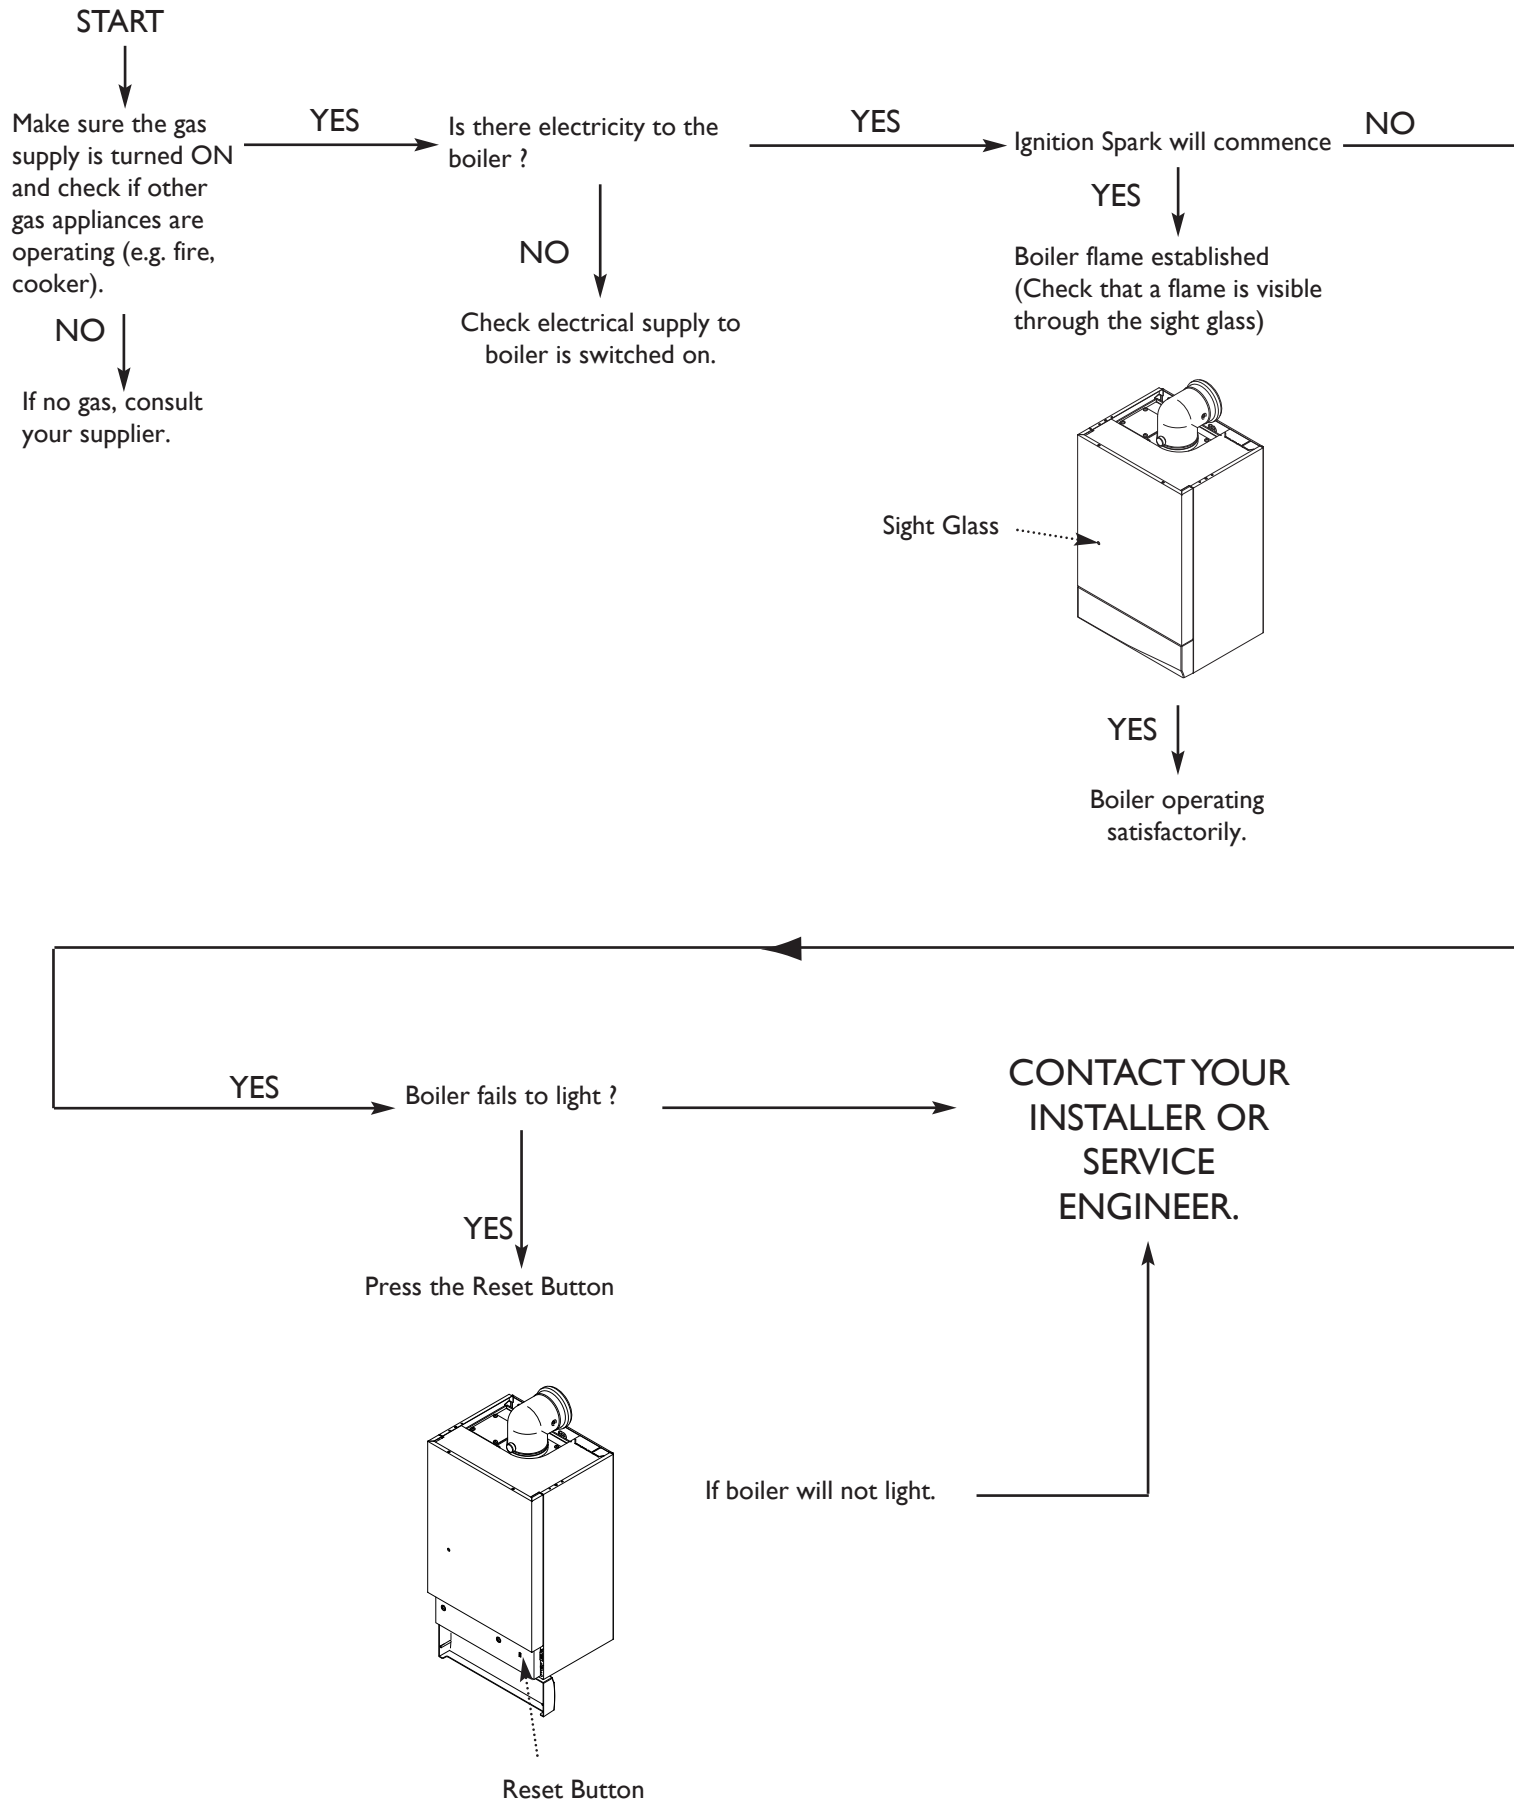 START
Make sure the gas
supply is turned ON
and check if other
gas appliances are
operating (e.g. fire,
cooker).
YES
Is there electricity to the
boiler ?
YES
Ignition Spark will commence
NO
NO
If no gas, consult
your supplier.
NO
Check electrical supply to
boiler is switched on.
YES
Boiler flame established
(Check that a flame is visible
through the sight glass)
Sight Glass
YES
Boiler operating
satisfactorily.
YES
Boiler fails to light ?
CONTACT YOUR
INSTALLER OR
SERVICE
ENGINEER.
YES
Press the Reset Button
If boiler will not light.
Reset Button